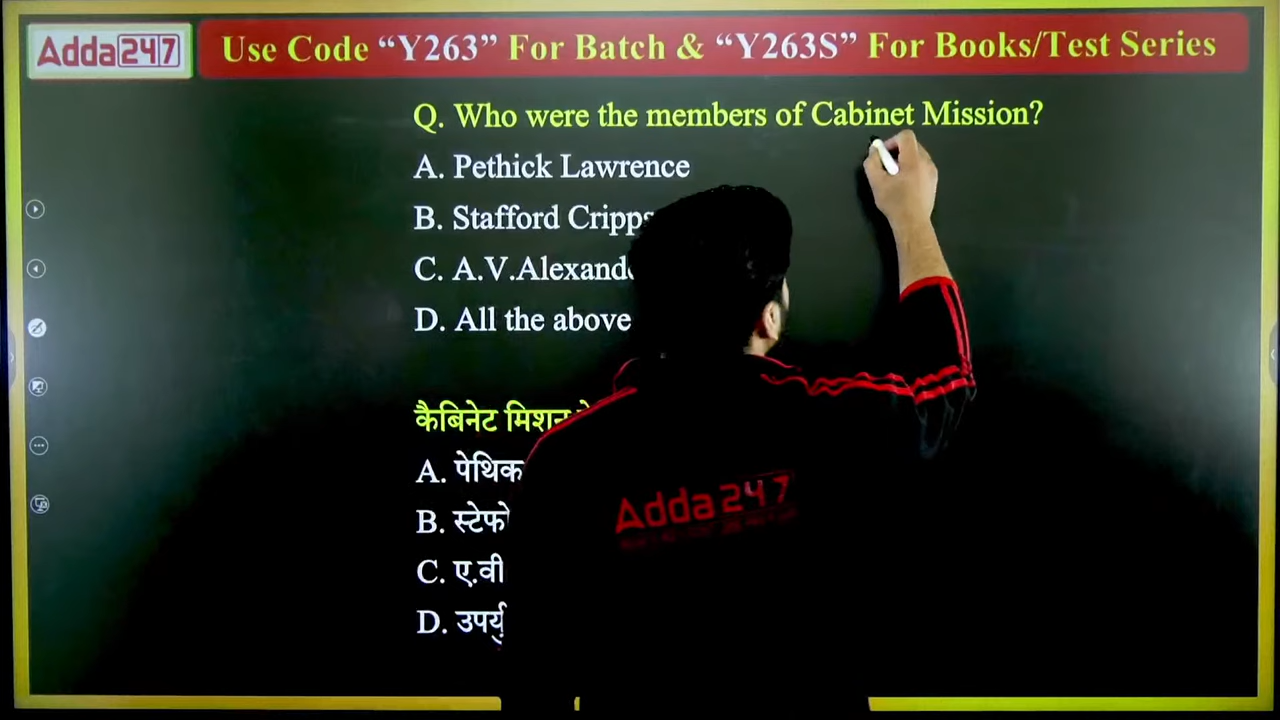 Adda247
Use Code “Y263” For Batch & “Y263S” For Books/Test Series
Q. Who were the members of Cabinet Mission?
A. Pethick Lawrence
B. Stafford Cripps
C. A.V.Alexand
D. All the above
कैबिनेट मिशन
A. पेथिक
B. स्टेफो
C. ए.वी
D. उपर्यु
Adda247